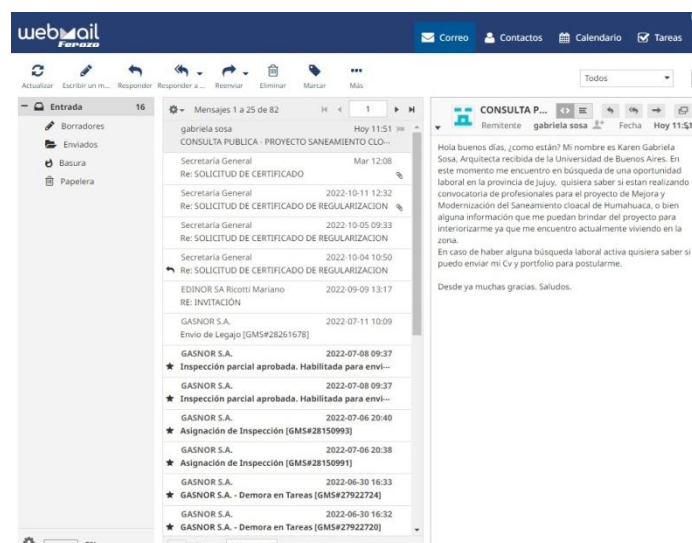 webmail
Ferozo
Correo
Contactos
Calendario
Tareas
Actualizar
Escribir un m...
Responder
Responder a ...
Reenviar
Eliminar
Marcar
Más
Todos
Entrada 16
Borradores
Enviados
Basura
Papelera
Mensajes 1 a 25 de 82
1
gabriela sosa Hoy 11:51
CONSULTA PUBLICA - PROYECTO SANEAMIENTO CLO...
Secretaría General Mar 12:08
Re: SOLICITUD DE CERTIFICADO
Secretaría General 2022-10-11 12:32
Re: SOLICITUD DE CERTIFICADO DE REGULARIZACION
Secretaría General 2022-10-05 09:33
Re: SOLICITUD DE CERTIFICADO DE REGULARIZACION
Secretaría General 2022-10-04 10:50
Re: SOLICITUD DE CERTIFICADO DE REGULARIZACION
EDINOR SA Ricotti Mariano 2022-09-09 13:17
RE: INVITACIÓN
GASNOR S.A. 2022-07-11 10:09
Envio de Legajo [GMS#28261678]
GASNOR S.A. 2022-07-08 09:37
Inspección parcial aprobada. Habilitada para envi...
GASNOR S.A. 2022-07-08 09:37
Inspección parcial aprobada. Habilitada para envi...
GASNOR S.A. 2022-07-06 20:40
Asignación de Inspección [GMS#28150993]
GASNOR S.A. 2022-07-06 20:38
Asignación de Inspección [GMS#28150991]
GASNOR S.A. 2022-06-30 16:33
GASNOR S.A. - Demora en Tareas [GMS#27922724]
GASNOR S.A. 2022-06-30 16:32
GASNOR S.A. - Demora en Tareas [GMS#27922720]
CONSULTA P...
Remitente gabriela sosa Fecha Hoy 11:51
Hola buenos días, ¿como están? Mi nombre es Karen Gabriela
Sosa, Arquitecta recibida de la Universidad de Buenos Aires. En
este momento me encuentro en búsqueda de una oportunidad
laboral en la provincia de Jujuy, quisiera saber si estan realizando
convocatoria de profesionales para el proyecto de Mejora y
Modernización del Saneamiento cloacal de Humahuaca, o bien
alguna información que me puedan brindar del proyecto para
interiorizarme ya que me encuentro actualmente viviendo en la
zona.
En caso de haber alguna búsqueda laboral activa quisiera saber si
puedo enviar mi Cv y portfolio para postularme.
Desde ya muchas gracias. Saludos.